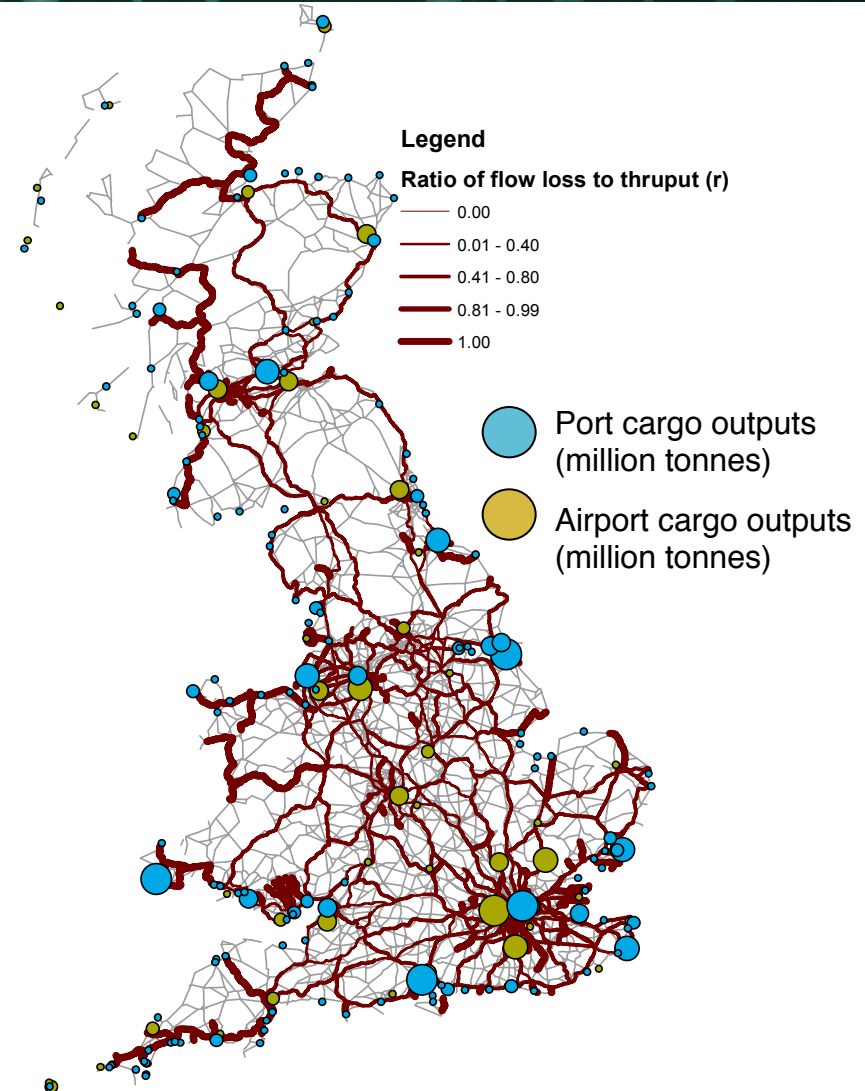 Legend
Ratio of flow loss to thruput (r)
0.00
0.01 - 0.40
0.41 - 0.80
0.81 - 0.99
1.00
Port cargo outputs
(million tonnes)
Airport cargo outputs
(million tonnes)